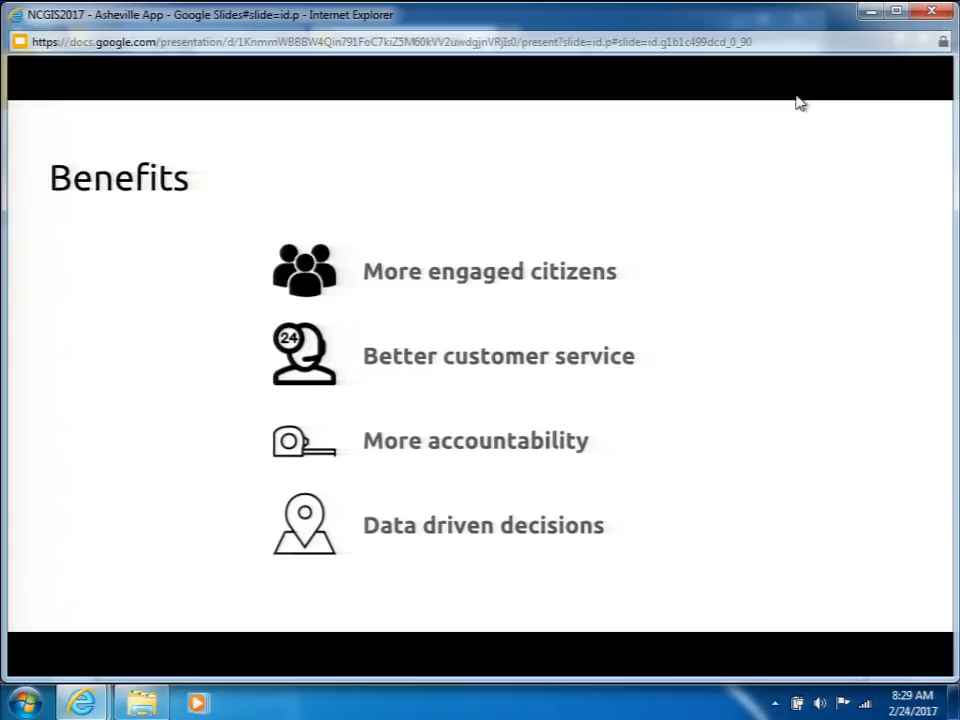 NCGIS2017 - Asheville App - Google Slides#slide=id.p - Internet Explorer
Benefits
More engaged citizens
24
Better customer service
More accountability
Data driven decisions
8:29 AM
2/24/2017